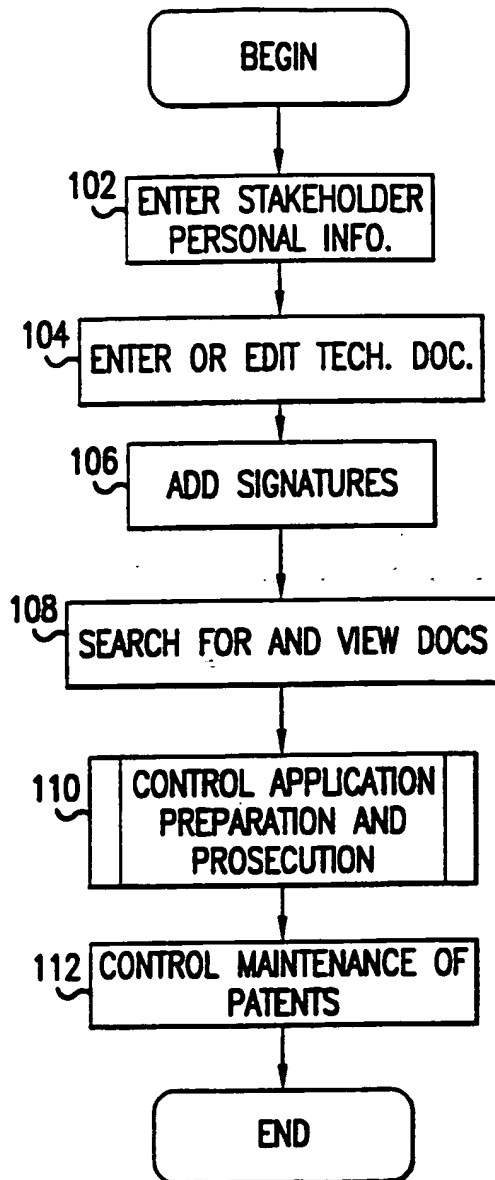 BEGIN
102
ENTER STAKEHOLDER
PERSONAL INFO.
104
ENTER OR EDIT TECH. DOC.
106
ADD SIGNATURES
108
SEARCH FOR AND VIEW DOCS
110
CONTROL APPLICATION
PREPARATION AND
PROSECUTION
112
CONTROL MAINTENANCE OF
PATENTS
END